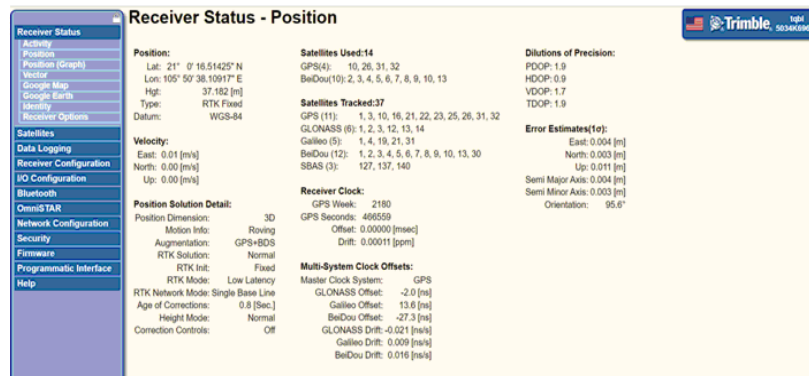 Receiver Status
Activity
Position
Position (Graph)
Vector
Google Map
Google Earth
Identity
Receiver Options
Satellites
Data Logging
Receiver Configuration
I/O Configuration
Bluetooth
OmniSTAR
Network Configuration
Security
Firmware
Programmatic Interface
Help
Receiver Status - Position
Trimble.
1qbl
5034K696
Position:
Lat: 21° 0' 16.51425" N
Lon: 105° 50' 38.10917" E
Hgt: 37.182 [m]
Type: RTK Fixed
Datum: WGS-84
Velocity:
East: 0.01 [m/s]
North: 0.00 [m/s]
Up: 0.00 [m/s]
Position Solution Detail:
Position Dimension: 3D
Motion Info: Roving
Augmentation: GPS+BDS
RTK Solution: Normal
RTK Init: Fixed
RTK Mode: Low Latency
RTK Network Mode: Single Base Line
Age of Corrections: 0.8 [Sec.]
Height Mode: Normal
Correction Controls: Off
Satellites Used:14
GPS(4): 10, 26, 31, 32
BeiDou(10): 2, 3, 4, 5, 6, 7, 8, 9, 10, 13
Satellites Tracked:37
GPS (11): 1, 3, 10, 16, 21, 22, 23, 25, 26, 31, 32
GLONASS (6): 1, 2, 3, 12, 13, 14
Galileo (5): 1, 4, 19, 21, 31
BeiDou (12): 1, 2, 3, 4, 5, 6, 7, 8, 9, 10, 13, 30
SBAS (3): 127, 137, 140
Receiver Clock:
GPS Week: 2180
GPS Seconds: 466559
Offset: 0.00000 [msec]
Drift: 0.00011 [ppm]
Multi-System Clock Offsets:
Master Clock System: GPS
GLONASS Offset: -2.0 [ns]
Galileo Offset: 13.6 [ns]
BeiDou Offset: -27.3 [ns]
GLONASS Drift: -0.021 [ns/s]
Galileo Drift: 0.009 [ns/s]
BeiDou Drift: 0.016 [ns/s]
Dilutions of Precision:
PDOP: 1.9
HDOP: 0.9
VDOP: 1.7
TDOP: 1.9
Error Estimates(1σ):
East: 0.004 [m]
North: 0.003 [m]
Up: 0.011 [m]
Semi Major Axis: 0.004 [m]
Semi Minor Axis: 0.003 [m]
Orientation: 95.6°